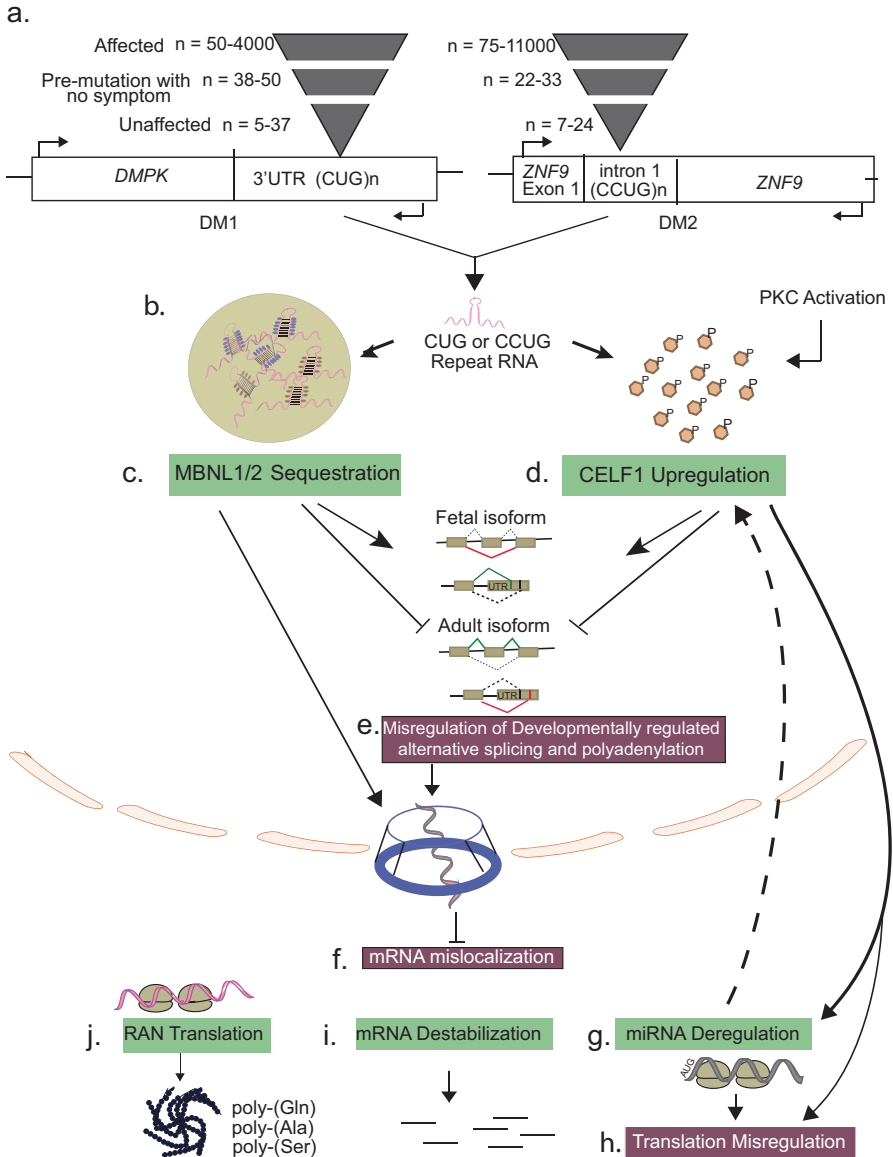 a.
Affected n = 50-4000
n = 75-11000
Pre-mutation with
no symptom
n = 38-50
n = 22-33
Unaffected n = 5-37
n = 7-24
DMPK
3'UTR (CUG)n
ZNF9
Exon 1
intron 1
(CCUG)n
ZNF9
DM1
DM2
b.
CUG or CCUG
Repeat RNA
PKC Activation
P
P
P
P
P
P
P
P
P
P
P
P
P
P
c.
MBNL1/2 Sequestration
d.
CELF1 Upregulation
Fetal isoform
UTR
Adult isoform
UTR
e.
Misregulation of Developmentally regulated
alternative splicing and polyadenylation
f.
mRNA mislocalization
j.
RAN Translation
i.
mRNA Destabilization
g.
miRNA Deregulation
AUG
poly-(Gln)
poly-(Ala)
poly-(Ser)
h.
Translation Misregulation